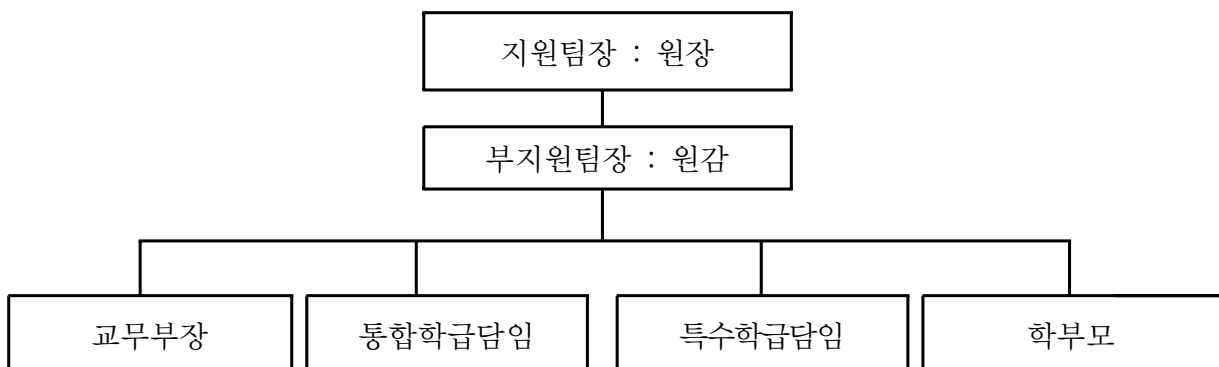 지원팀장 : 원장
부지원팀장 : 원감
교무부장
통합학급담임
특수학급담임
학부모